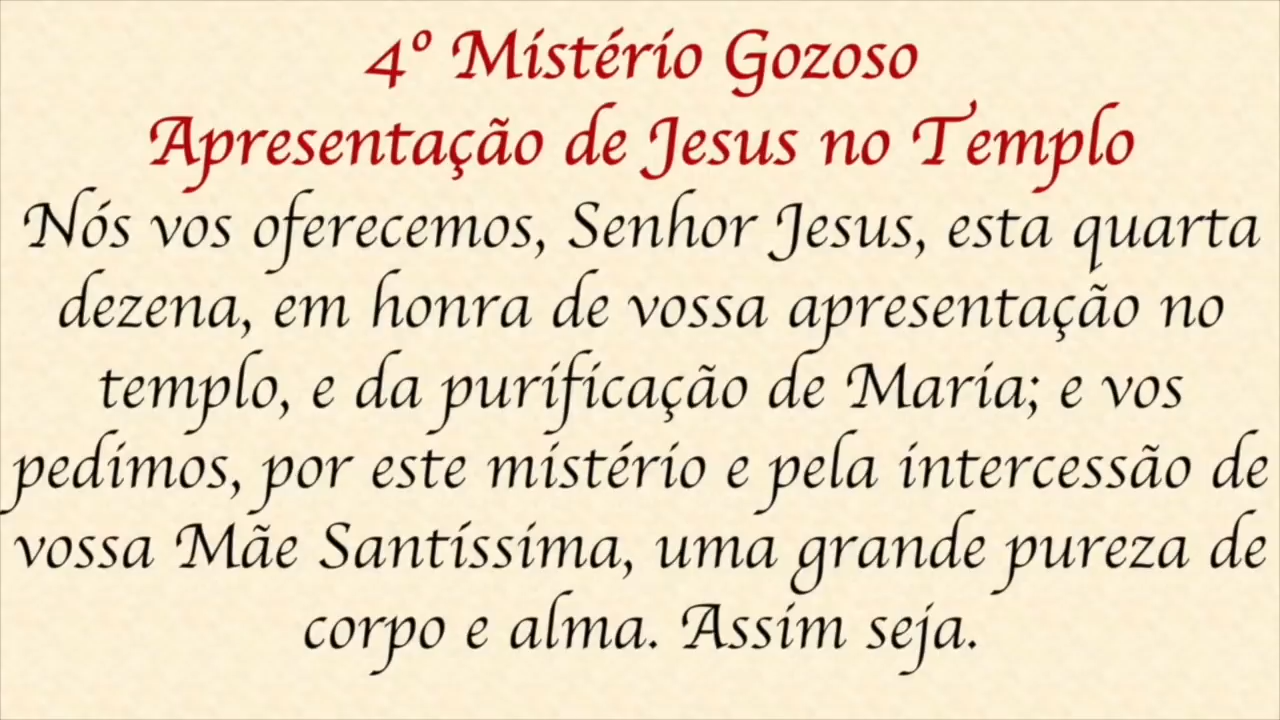 4º Mistério Gozoso
Apresentação de Jesus no Templo
Nós vos oferecemos, Senhor Jesus, esta quarta
dezena, em honra de vossa apresentação no
templo, e da purificação de Maria; e vos
pedimos, por este mistério e pela intercessão de
vossa Mãe Santíssima, uma grande pureza de
corpo e alma. Assim seja.